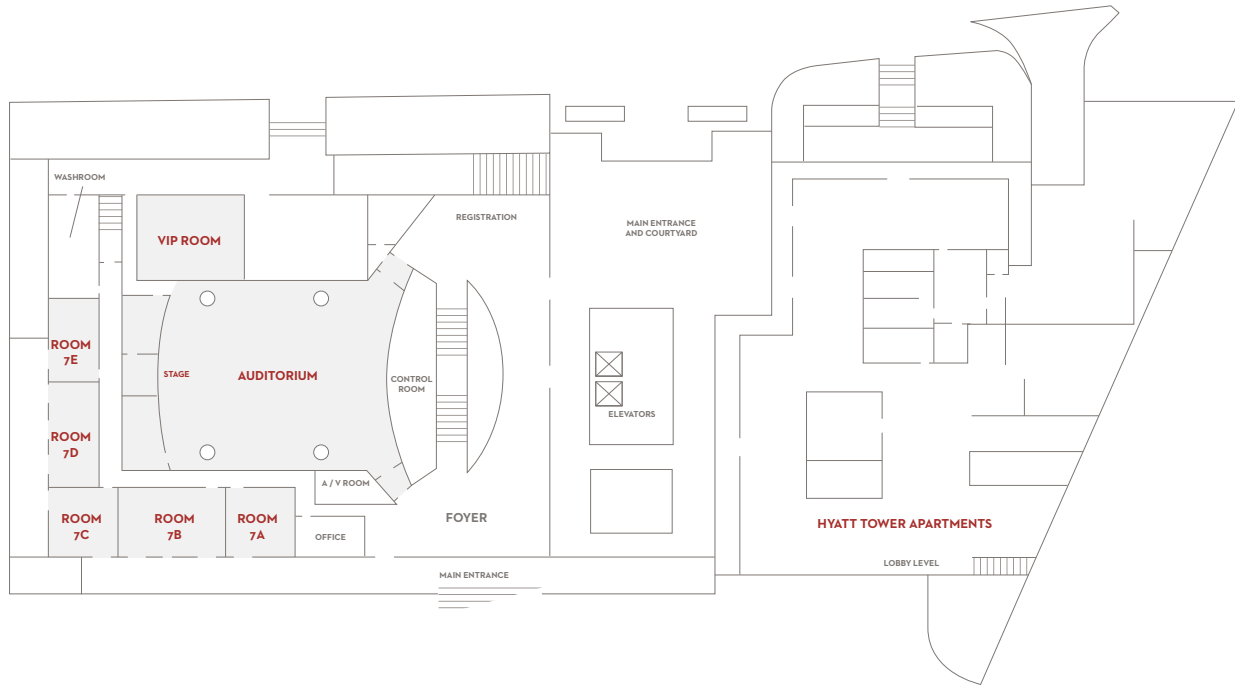 WASHROOM
REGISTRATION
MAIN ENTRANCE
AND COURTYARD
VIP ROOM
ROOM
7E
STAGE
AUDITORIUM
CONTROL
ROOM
ELEVATORS
ROOM
7D
A / V ROOM
ROOM
7C
ROOM
7B
ROOM
7A
OFFICE
FOYER
HYATT TOWER APARTMENTS
LOBBY LEVEL
MAIN ENTRANCE